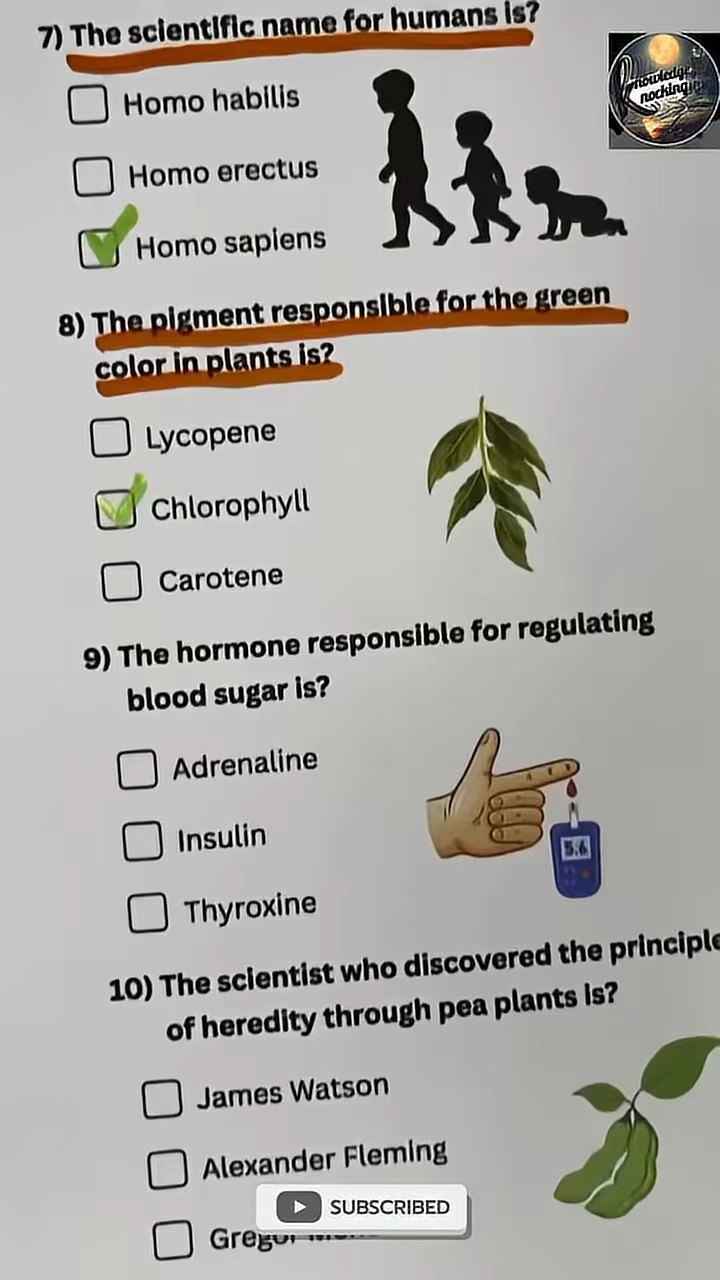 7) The scientific name for humans is?
Homo habilis
Homo erectus
Homo sapiens
8) The pigment responsible for the green
color in plants is?
Lycopene
Chlorophyll
Carotene
9) The hormone responsible for regulating
blood sugar is?
Adrenaline
Insulin
Thyroxine
10) The scientist who discovered the principle
of heredity through pea plants is?
James Watson
Alexander Fleming
Gregor
Knowledge
nocking
5.6
SUBSCRIBED